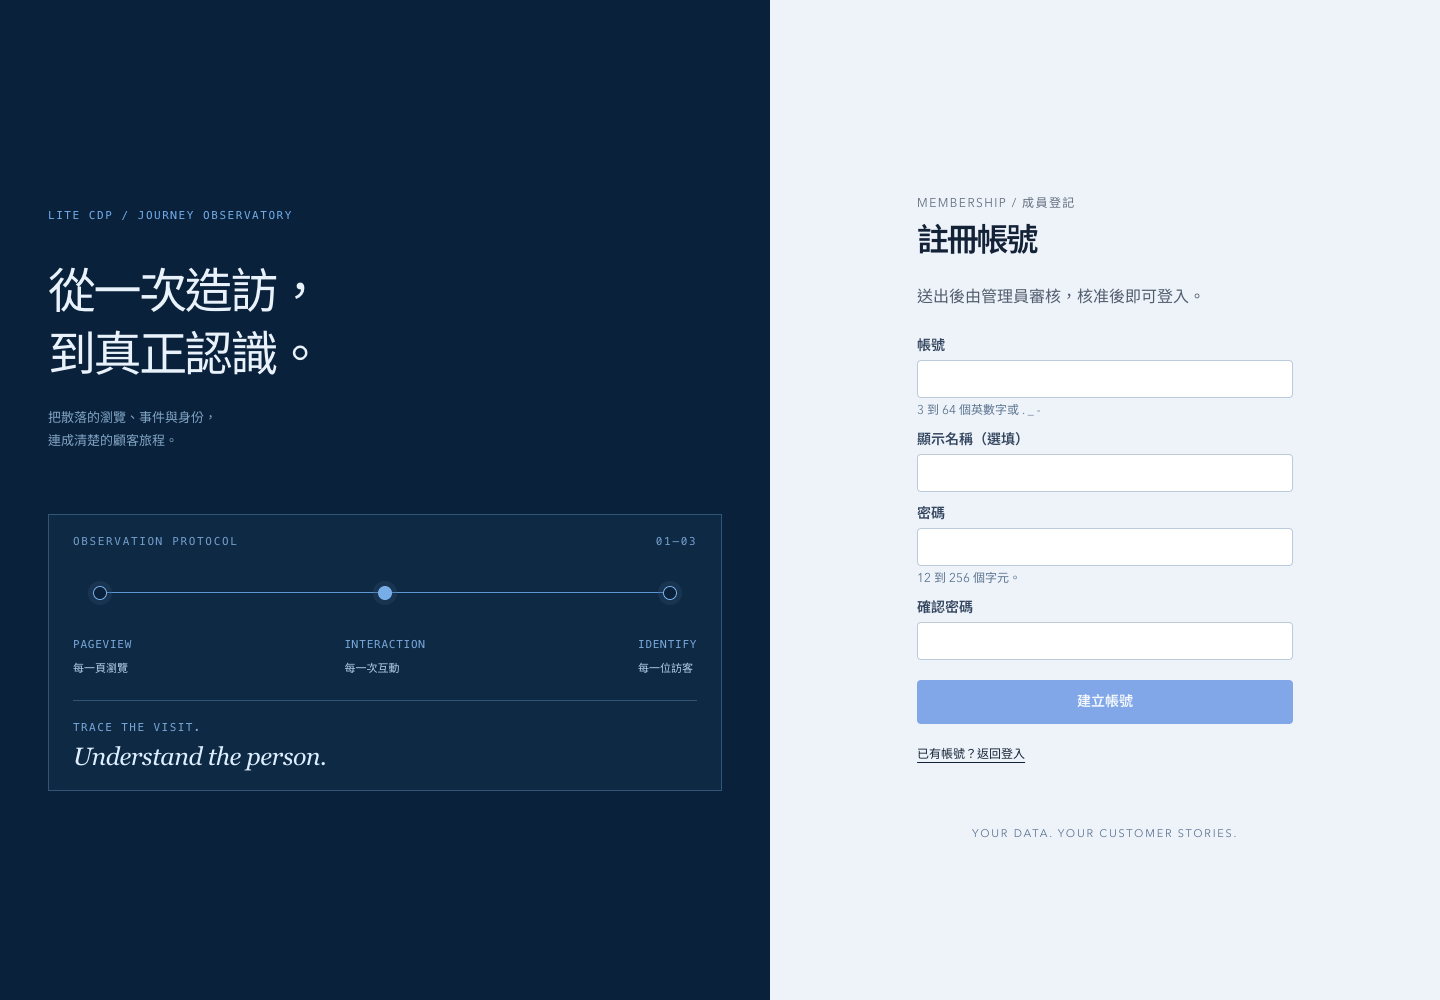 LITE CDP / JOURNEY OBSERVATORY
從一次造訪，
到真正認識。
把散落的瀏覽、事件與身份，
連成清楚的顧客旅程。
OBSERVATION PROTOCOL
01—03
PAGEVIEW
每一頁瀏覽
INTERACTION
每一次互動
IDENTIFY
每一位訪客
TRACE THE VISIT.
Understand the person.
MEMBERSHIP / 成員登記
註冊帳號
送出後由管理員審核，核准後即可登入。
帳號
3 到 64 個英數字或 . _ -
顯示名稱（選填）
密碼
12 到 256 個字元。
確認密碼
建立帳號
已有帳號？返回登入
YOUR DATA. YOUR CUSTOMER STORIES.